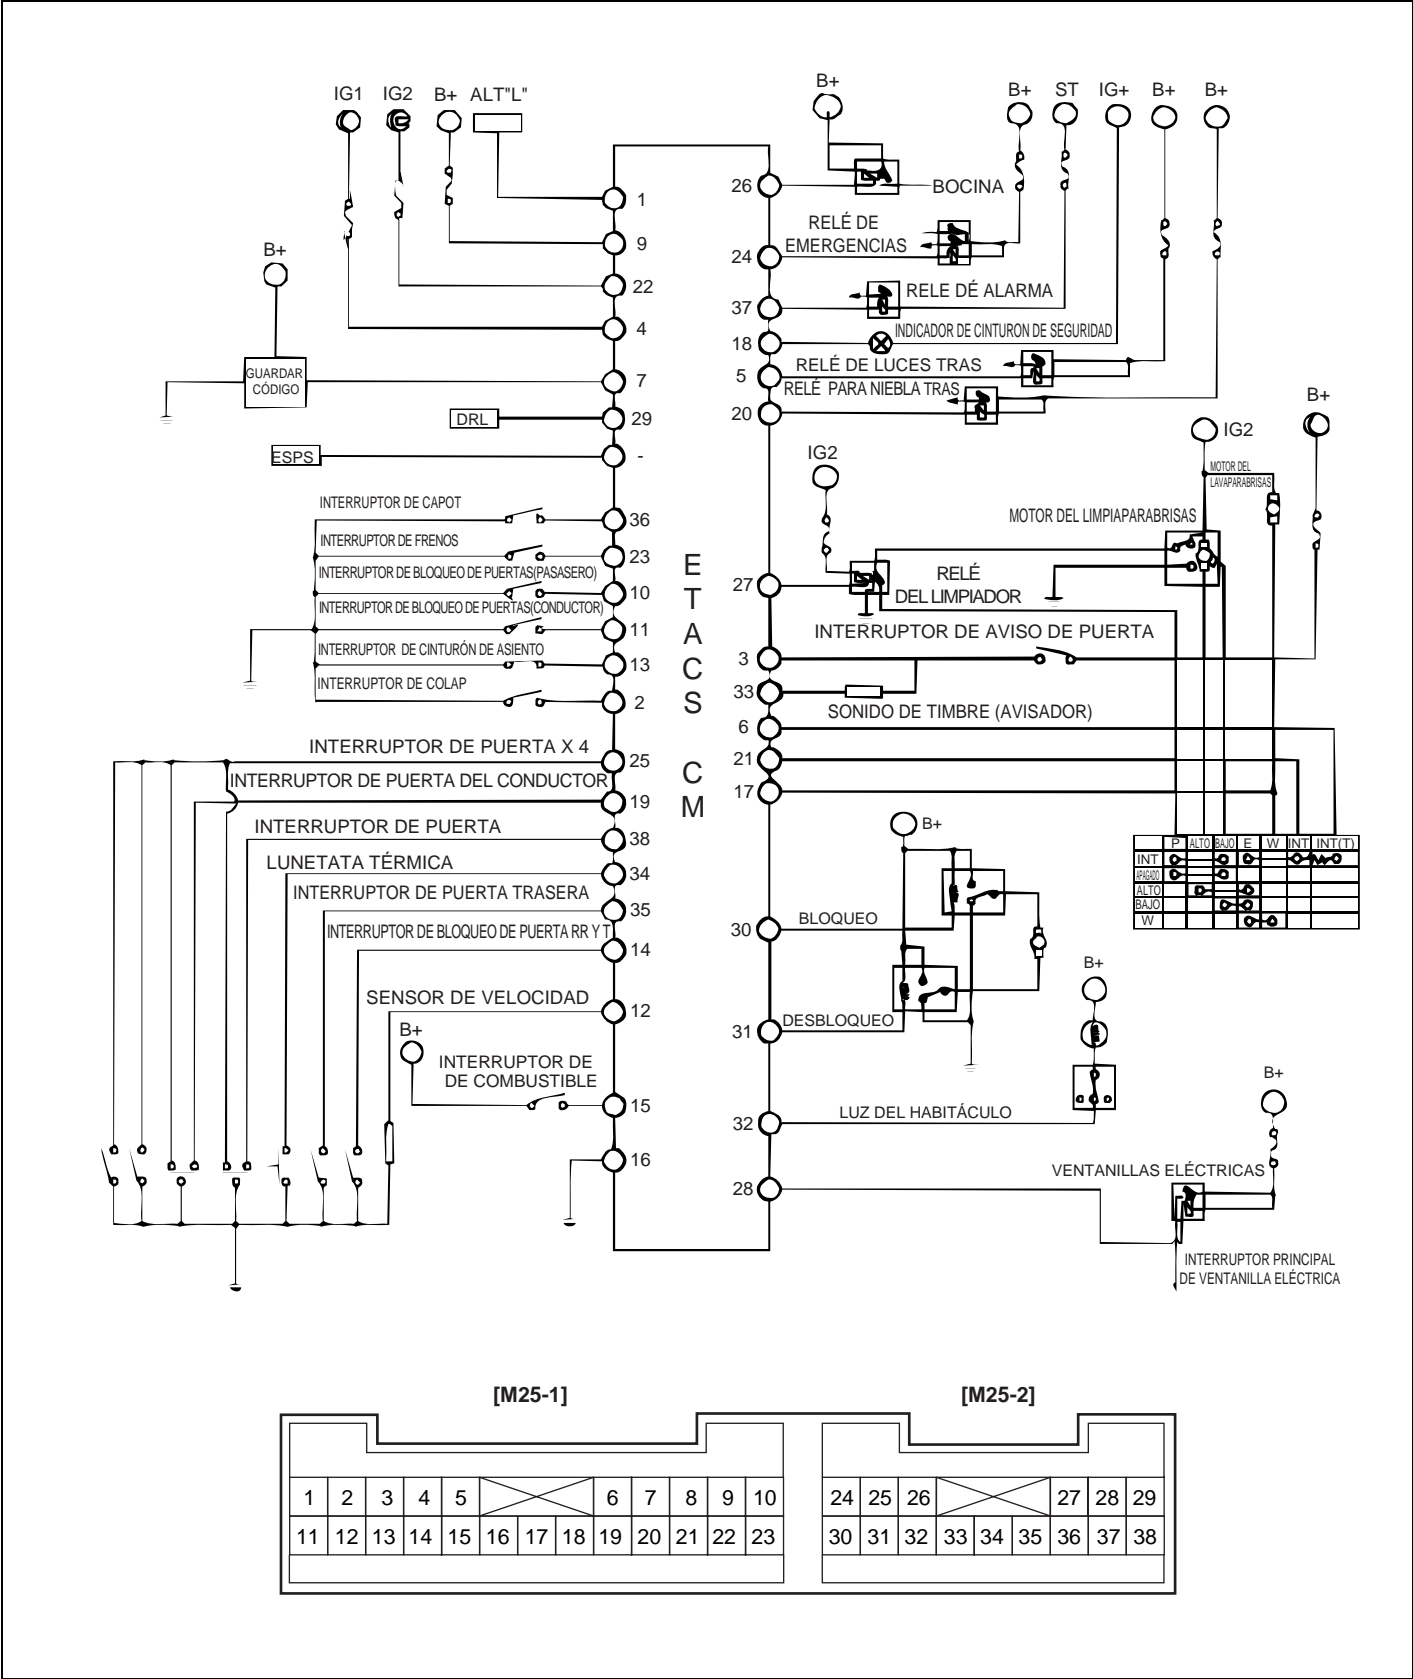 IG1 IG2 B+ ALT"L"
B+
B+ ST IG+ B+ B+
1
9
22
4
B+
GUARDAR
CÓDIGO
7
DRL
29
ESPS
-
INTERRUPTOR DE CAPOT
36
INTERRUPTOR DE FRENOS
23
INTERRUPTOR DE BLOQUEO DE PUERTAS(PASASERO)
10
INTERRUPTOR DE BLOQUEO DE PUERTAS(CONDUCTOR)
11
INTERRUPTOR DE CINTURÓN DE ASIENTO
13
INTERRUPTOR DE COLAP
2
INTERRUPTOR DE PUERTA X 4
25
INTERRUPTOR DE PUERTA DEL CONDUCTOR
19
INTERRUPTOR DE PUERTA
38
LUNETATA TÉRMICA
34
INTERRUPTOR DE PUERTA TRASERA
35
INTERRUPTOR DE BLOQUEO DE PUERTA RR Y T
14
SENSOR DE VELOCIDAD
12
B+
INTERRUPTOR DE
DE COMBUSTIBLE
15
16
E
T
A
C
S
C
M
26
BOCINA
RELÉ DE
EMERGENCIAS
24
RELE DÉ ALARMA
37
INDICADOR DE CINTURON DE SEGURIDAD
18
RELÉ DE LUCES TRAS
5
RELÉ PARA NIEBLA TRAS
20
B+
IG2
IG2
MOTOR DEL
LAVAPARABRISAS
MOTOR DEL LIMPIAPARABRISAS
27
RELÉ
DEL LIMPIADOR
INTERRUPTOR DE AVISO DE PUERTA
3
33
SONIDO DE TIMBRE (AVISADOR)
6
21
17
B+
P ALTO BAJO E W INT INT(T)
INT
APAGADO
ALTO
BAJO
W
BLOQUEO
30
DESBLOQUEO
31
B+
LUZ DEL HABITÁCULO
32
B+
VENTANILLAS ELÉCTRICAS
28
INTERRUPTOR PRINCIPAL
DE VENTANILLA ELÉCTRICA
[M25-1] [M25-2]
1 2 3 4 5 6 7 8 9 10 24 25 26 27 28 29
11 12 13 14 15 16 17 18 19 20 21 22 23 30 31 32 33 34 35 36 37 38